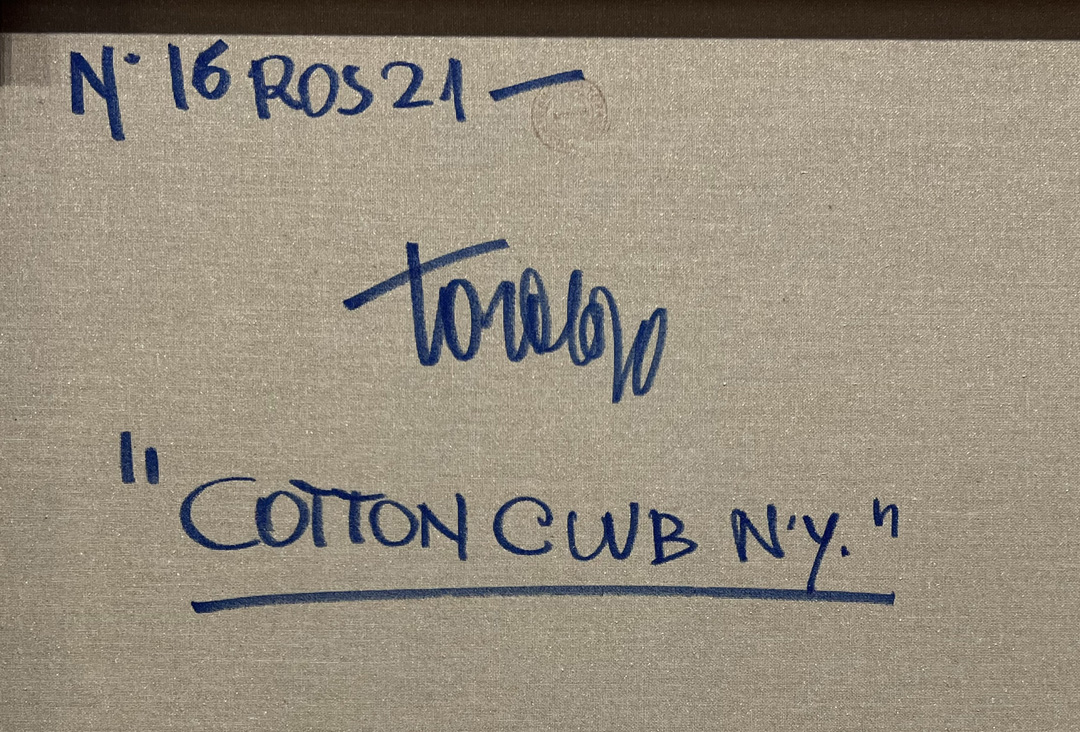 N· 16 ROS 21 —
"COTTON CLUB N.Y."